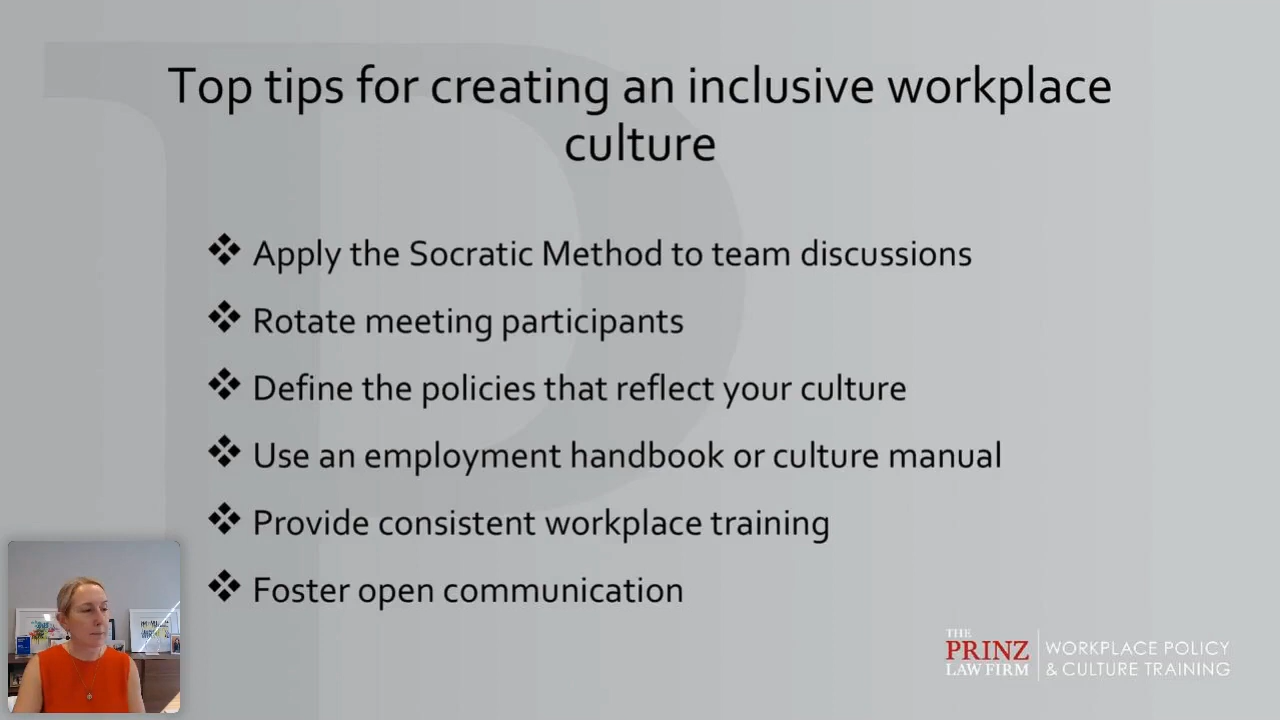 Top tips for creating an inclusive workplace
culture
❖ Apply the Socratic Method to team discussions
❖ Rotate meeting participants
❖ Define the policies that reflect your culture
❖ Use an employment handbook or culture manual
❖ Provide consistent workplace training
❖ Foster open communication
THE
PRINZ
LAW FIRM
WORKPLACE POLICY
& CULTURE TRAINING